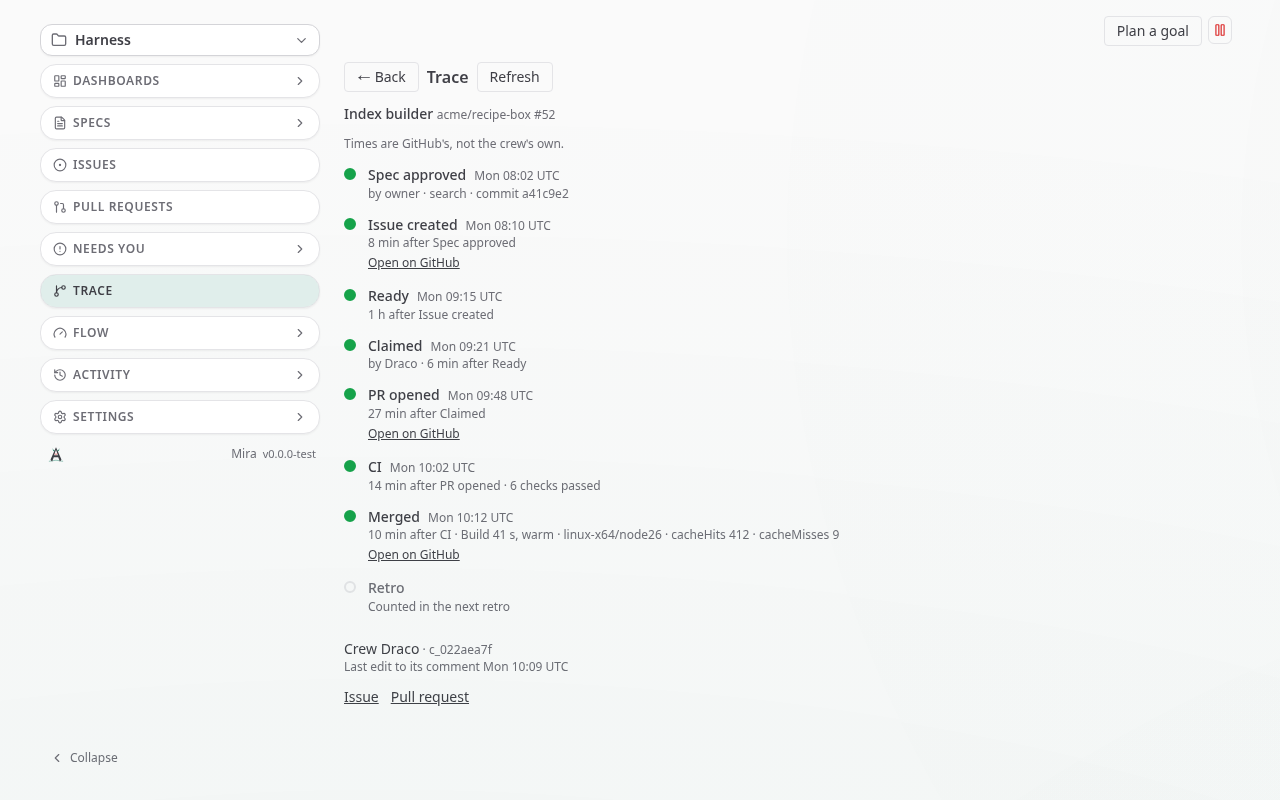 Harness
DASHBOARDS
SPECS
ISSUES
PULL REQUESTS
NEEDS YOU
TRACE
FLOW
ACTIVITY
SETTINGS
Mira v0.0.0-test
Collapse
Plan a goal
← Back Trace Refresh
Index builder acme/recipe-box #52
Times are GitHub's, not the crew's own.
Spec approved Mon 08:02 UTC
by owner · search · commit a41c9e2
Issue created Mon 08:10 UTC
8 min after Spec approved
Open on GitHub
Ready Mon 09:15 UTC
1 h after Issue created
Claimed Mon 09:21 UTC
by Draco · 6 min after Ready
PR opened Mon 09:48 UTC
27 min after Claimed
Open on GitHub
CI Mon 10:02 UTC
14 min after PR opened · 6 checks passed
Merged Mon 10:12 UTC
10 min after CI · Build 41 s, warm · linux-x64/node26 · cacheHits 412 · cacheMisses 9
Open on GitHub
Retro
Counted in the next retro
Crew Draco · c_022aea7f
Last edit to its comment Mon 10:09 UTC
Issue Pull request